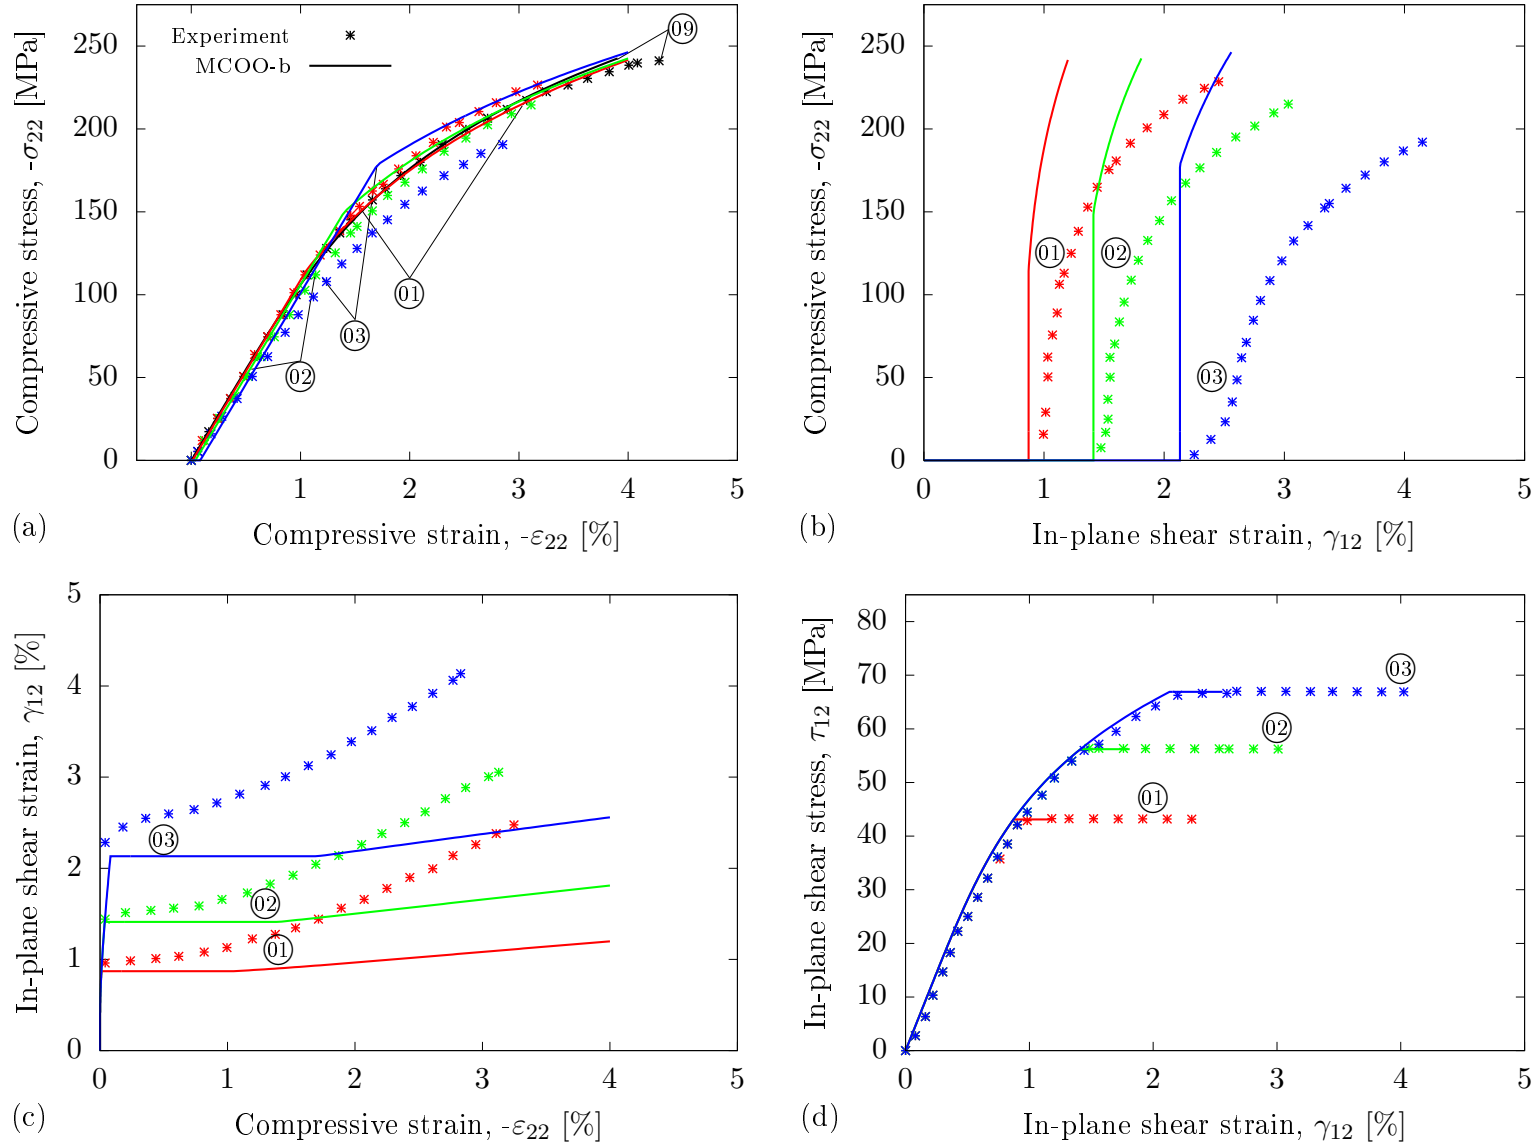 Experiment
MCOO-b
09
01
03
02
250
200
150
100
50
0
0 1 2 3 4 5
Compressive stress, -σ22 [MPa]
(a) Compressive strain, -ε22 [%]
01
02
03
250
200
150
100
50
0
0 1 2 3 4 5
Compressive stress, -σ22 [MPa]
(b) In-plane shear strain, γ12 [%]
03
02
01
5
4
3
2
1
0
0 1 2 3 4 5
In-plane shear strain, γ12 [%]
(c) Compressive strain, -ε22 [%]
03
02
01
80
70
60
50
40
30
20
10
0
0 1 2 3 4 5
In-plane shear stress, τ12 [MPa]
(d) In-plane shear strain, γ12 [%]